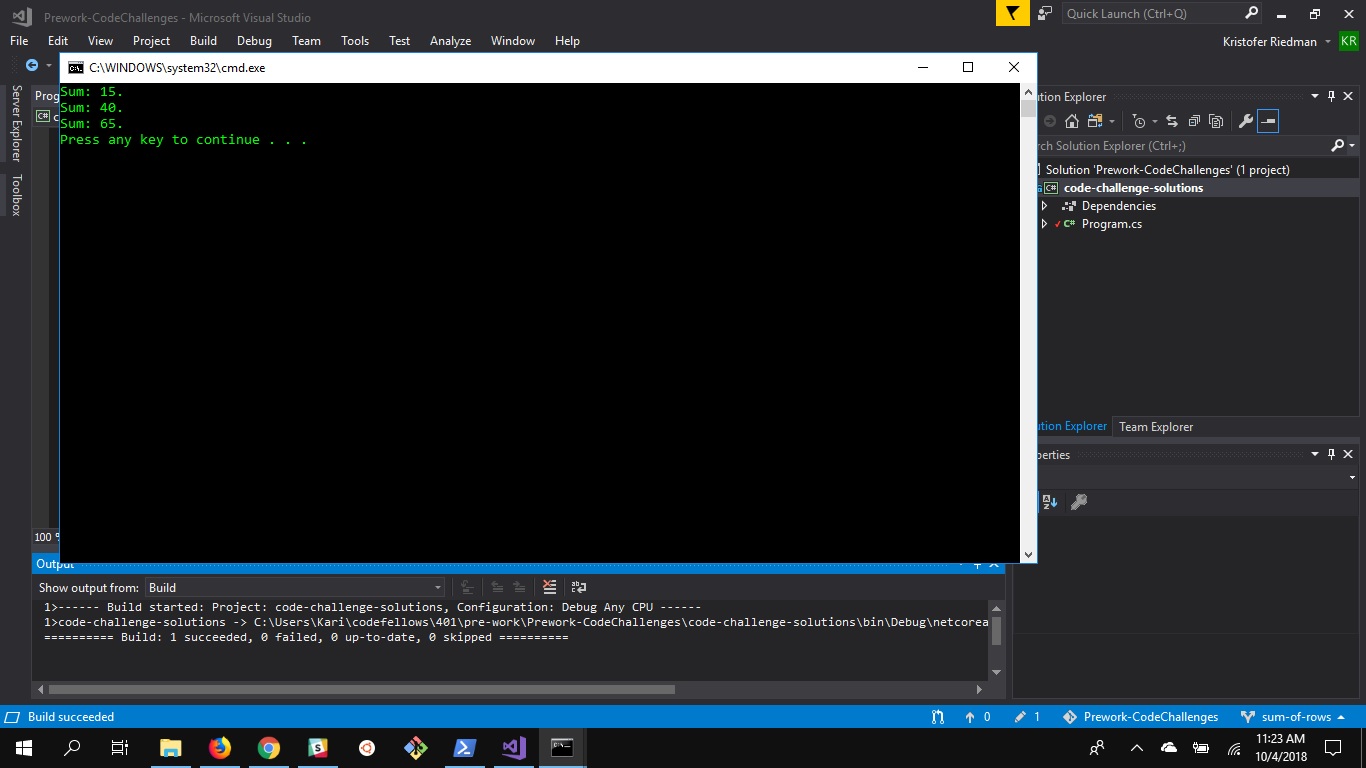 Prework-CodeChallenges - Microsoft Visual Studio
Quick Launch (Ctrl+Q)
File Edit View Project Build Debug Team Tools Test Analyze Window Help
Kristofer Riedman KR
C:\WINDOWS\system32\cmd.exe
Sum: 15.
Sum: 40.
Sum: 65.
Press any key to continue . . .
Server Explorer
Toolbox
Prog
C#
ution Explorer
rch Solution Explorer (Ctrl+;)
Solution 'Prework-CodeChallenges' (1 project)
C# code-challenge-solutions
Dependencies
C# Program.cs
ution Explorer Team Explorer
perties
100 %
Output
Show output from: Build
1>------ Build started: Project: code-challenge-solutions, Configuration: Debug Any CPU ------
1>code-challenge-solutions -> C:\Users\Kari\codefellows\401\pre-work\Prework-CodeChallenges\code-challenge-solutions\bin\Debug\netcorea
========== Build: 1 succeeded, 0 failed, 0 up-to-date, 0 skipped ==========
Build succeeded
0 1 Prework-CodeChallenges sum-of-rows
11:23 AM
10/4/2018